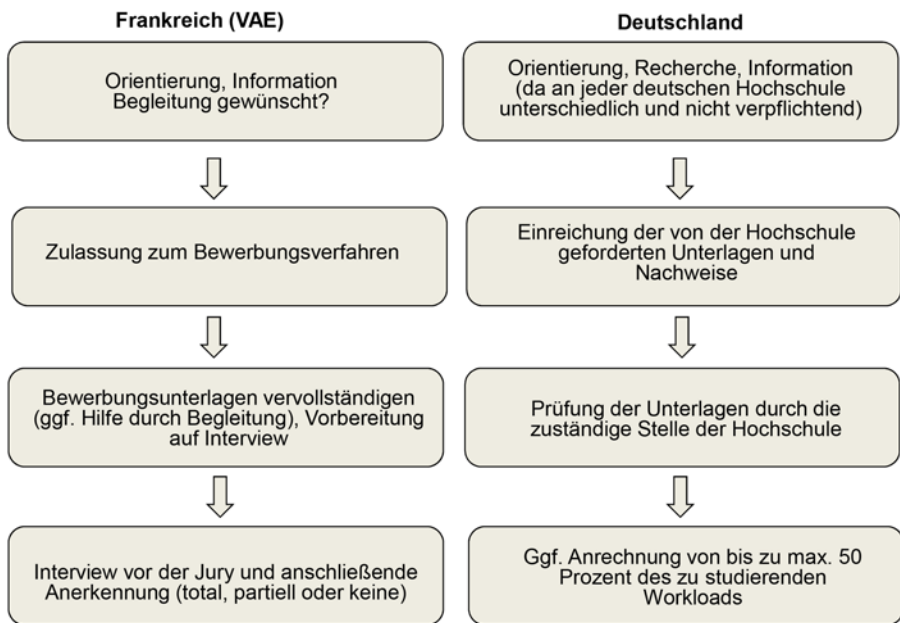 Frankreich (VAE)
Orientierung, Information
Begleitung gewünscht?
Zulassung zum Bewerbungsverfahren
Bewerbungsunterlagen vervollständigen
(ggf. Hilfe durch Begleitung), Vorbereitung
auf Interview
Interview vor der Jury und anschließende
Anerkennung (total, partiell oder keine)
Deutschland
Orientierung, Recherche, Information
(da an jeder deutschen Hochschule
unterschiedlich und nicht verpflichtend)
Einreichung der von der Hochschule
geforderten Unterlagen und
Nachweise
Prüfung der Unterlagen durch die
zuständige Stelle der Hochschule
Ggf. Anrechnung von bis zu max. 50
Prozent des zu studierenden
Workloads